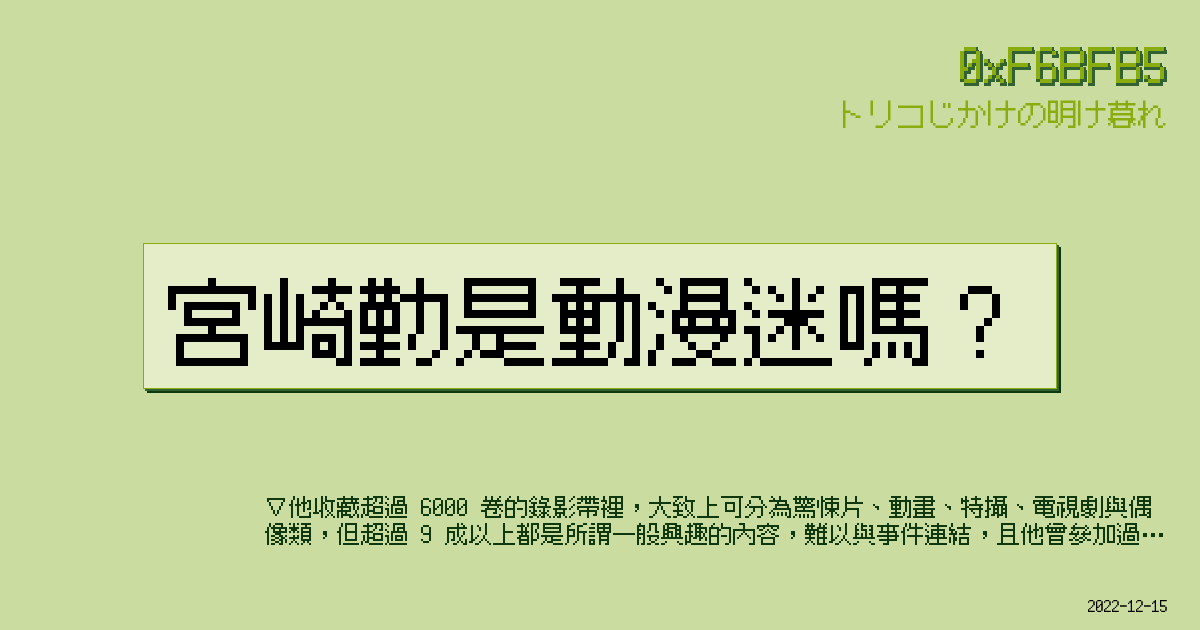 0xF6BFB5
トリコじかけの明け暮れ
宮崎勤是動漫迷嗎？
▽他收藏超過 6000 卷的錄影帶裡，大致上可分為驚悚片、動畫、特攝、電視劇與偶
像類，但超過 9 成以上都是所謂一般興趣的內容，難以與事件連結，且他曾參加過…
2022-12-15